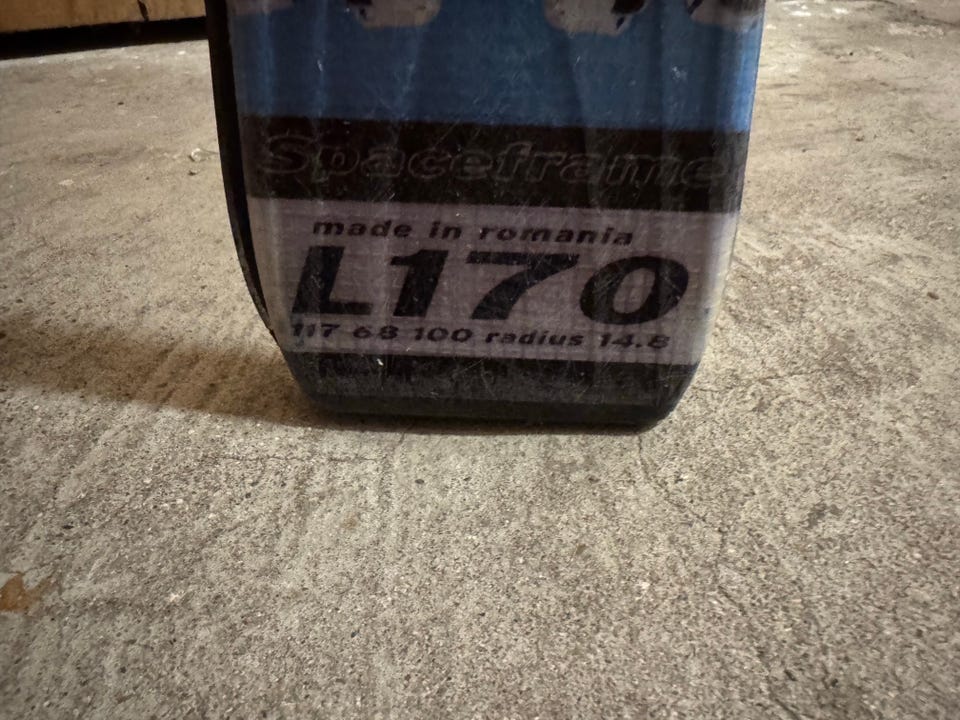 Spaceframe
made in romania
L170
117 68 100 radius 14.8